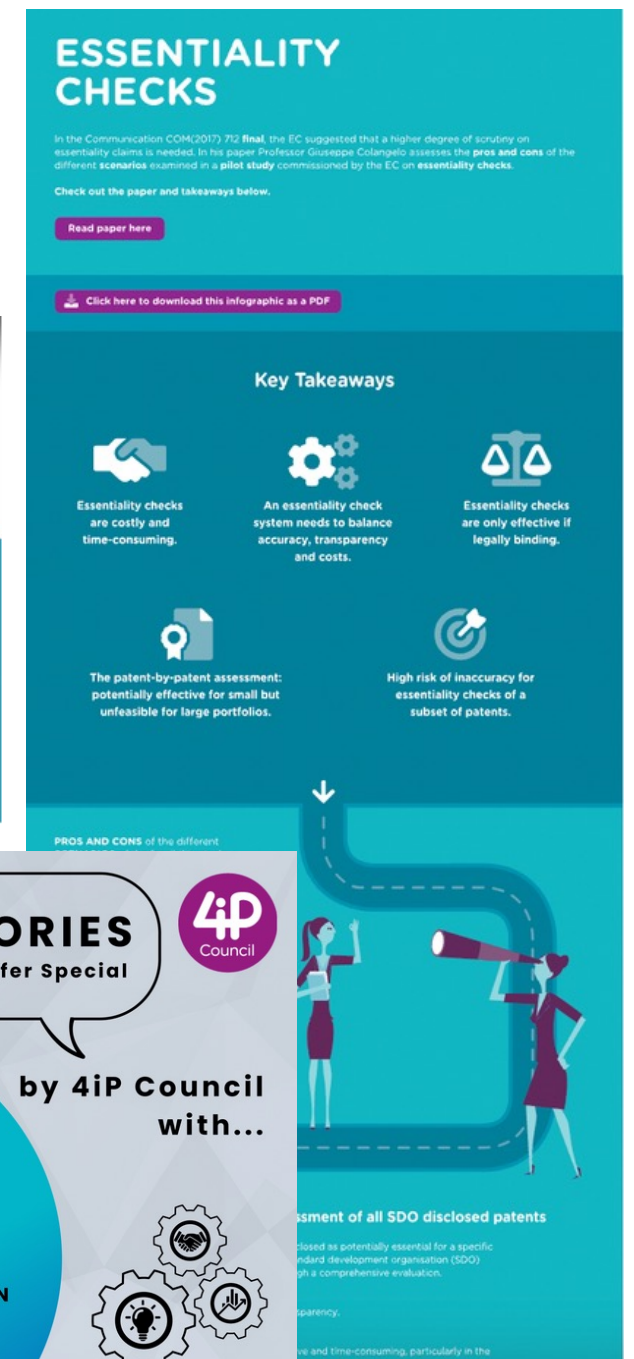 ESSENTIALITY
CHECKS
In the Communication COM(2017) 712 final, the EC suggested that a higher degree of scrutiny on
essentiality claims is needed. In his paper Professor Giuseppe Colangelo assesses the pros and cons of the
different scenarios examined in a pilot study commissioned by the EC on essentiality checks.
Check out the paper and takeaways below.
Read paper here
Click here to download this infographic as a PDF
Key Takeaways
Essentiality checks
are costly and
time-consuming.
An essentiality check
system needs to balance
accuracy, transparency
and costs.
Essentiality checks
are only effective if
legally binding.
The patent-by-patent assessment:
potentially effective for small but
unfeasible for large portfolios.
High risk of inaccuracy for
essentiality checks of a
subset of patents.
PROS AND CONS of the different
ORIES
fer Special
4iP
Council
by 4iP Council
with...
N
ssment of all SDO disclosed patents
closed as potentially essential for a specific
ndard development organisation (SDO)
gh a comprehensive evaluation.
sparency.
ve and time-consuming, particularly in the